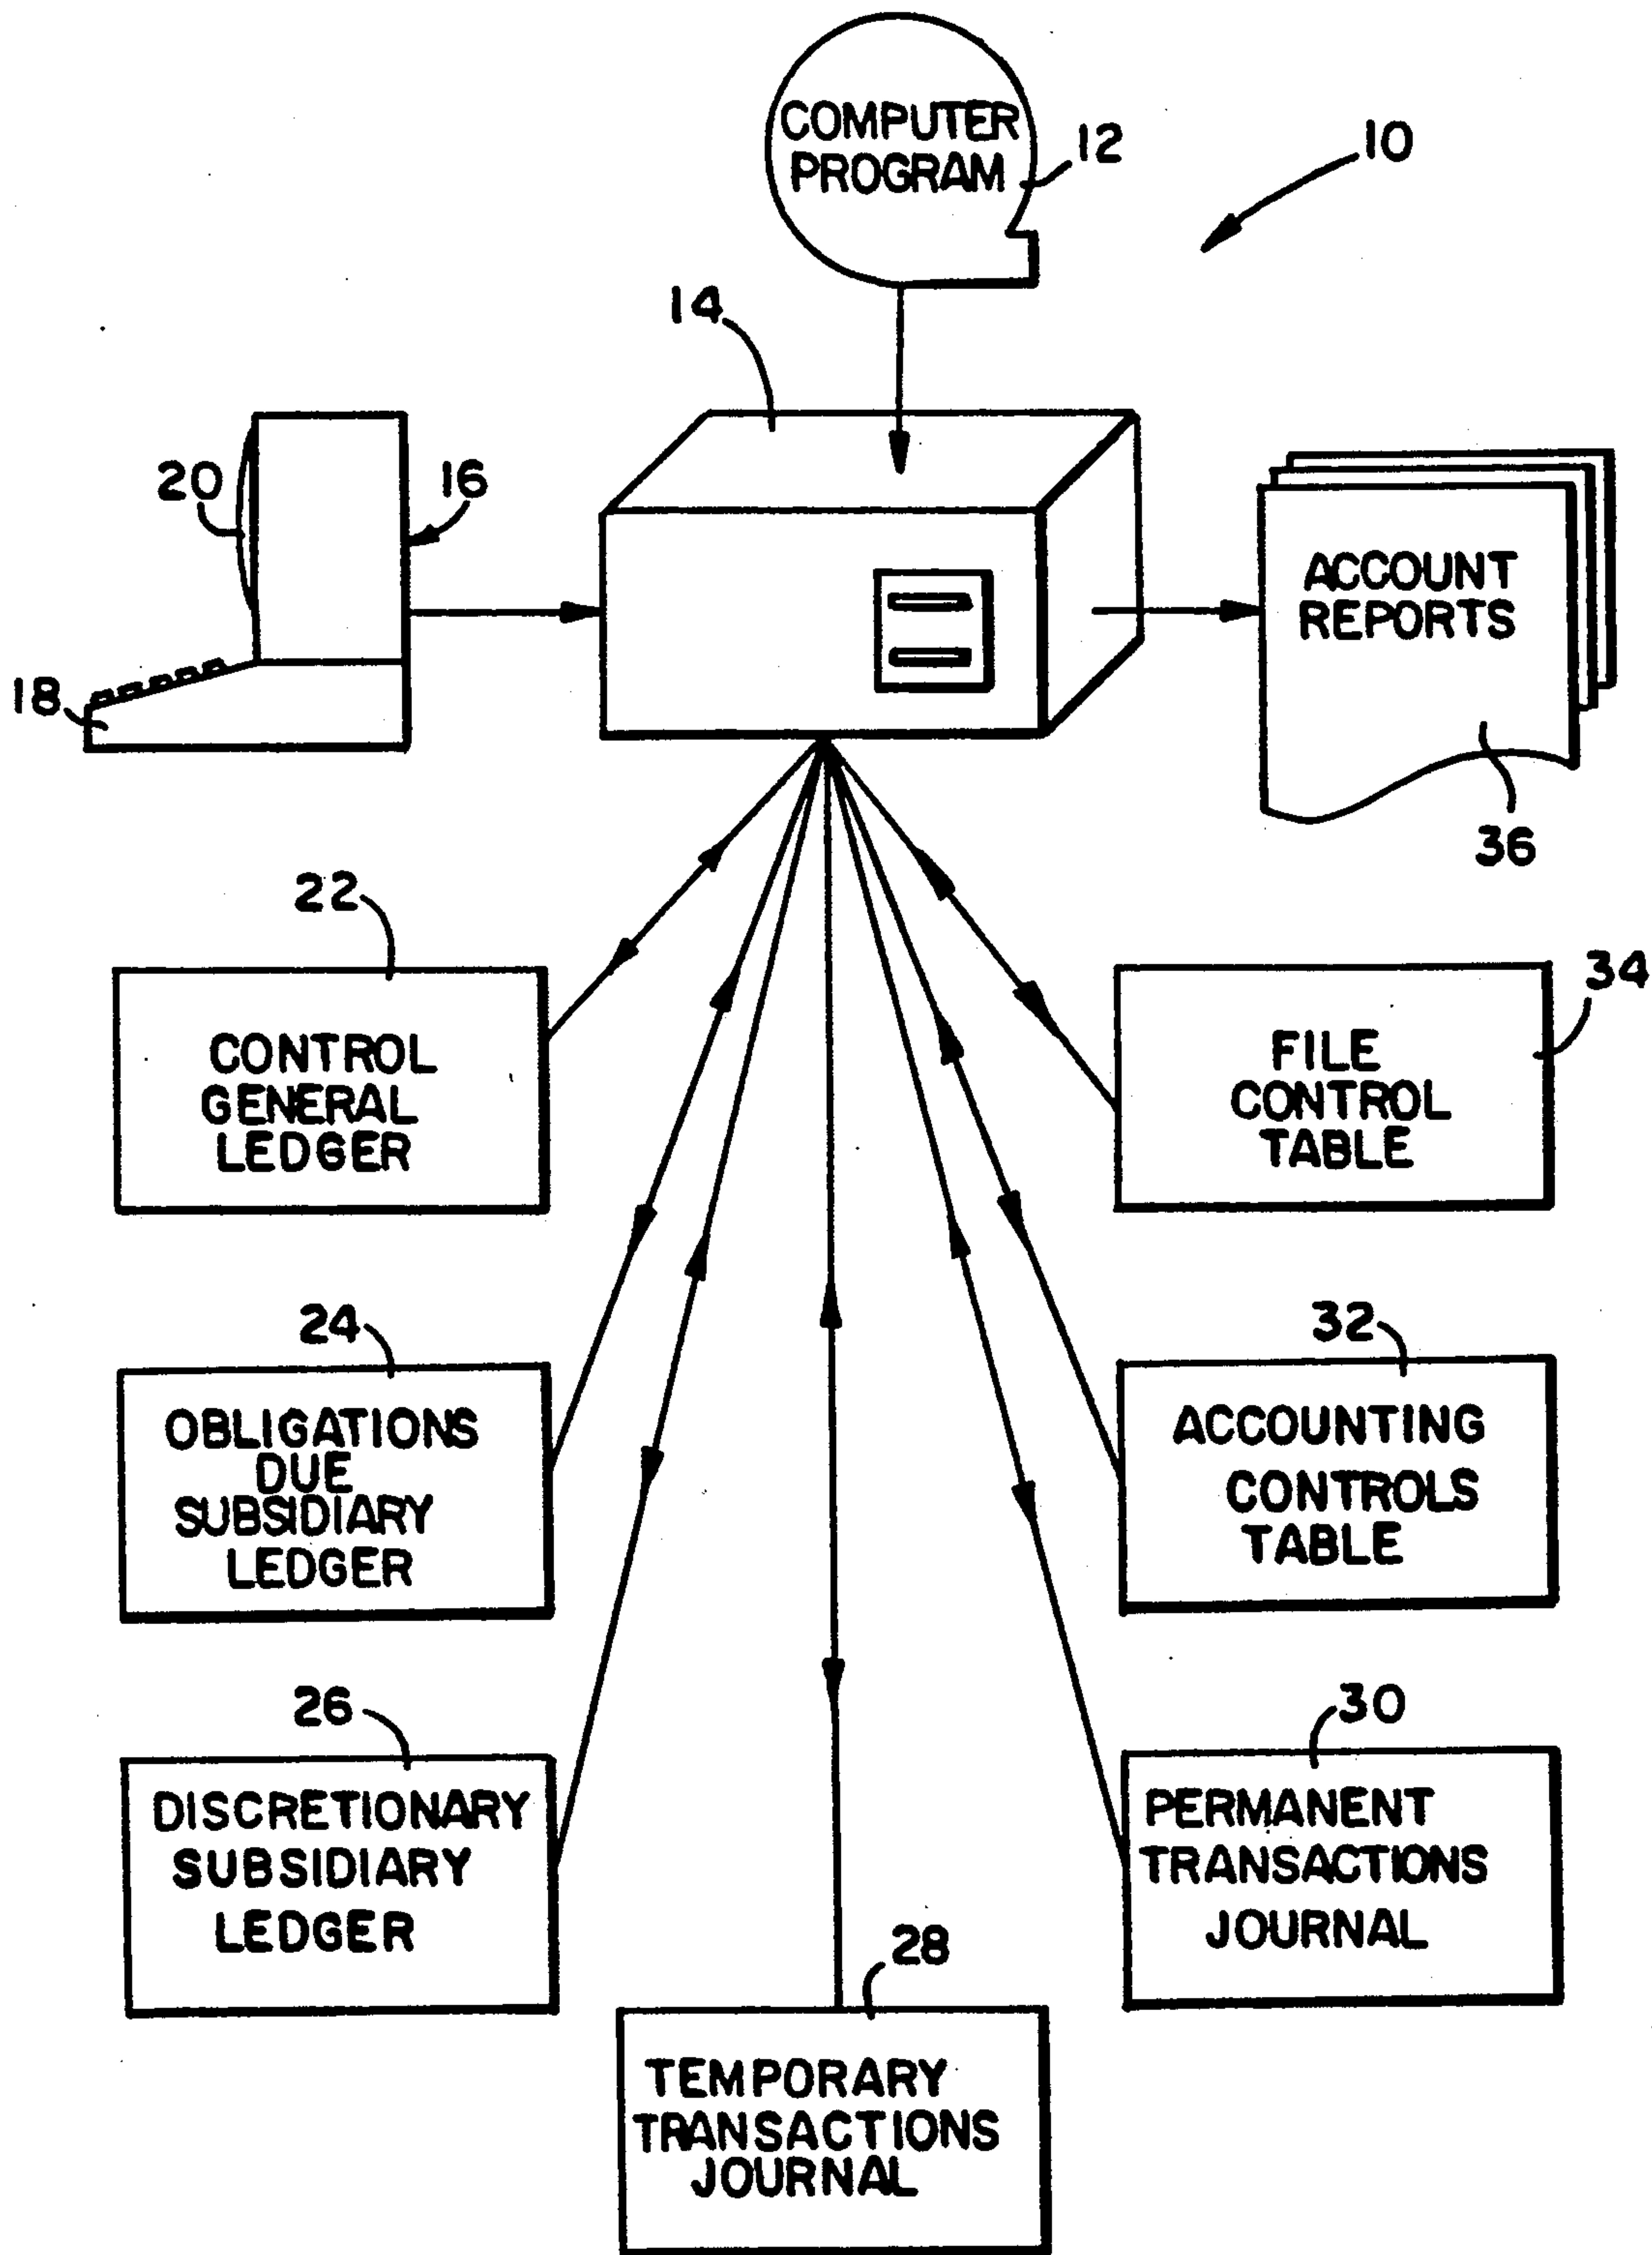 COMPUTER
PROGRAM
12
10
14
20
16
18
ACCOUNT
REPORTS
36
22
CONTROL
GENERAL
LEDGER
34
FILE
CONTROL
TABLE
24
OBLIGATIONS
DUE
SUBSIDIARY
LEDGER
32
ACCOUNTING
CONTROLS
TABLE
26
DISCRETIONARY
SUBSIDIARY
LEDGER
30
PERMANENT
TRANSACTIONS
JOURNAL
28
TEMPORARY
TRANSACTIONS
JOURNAL